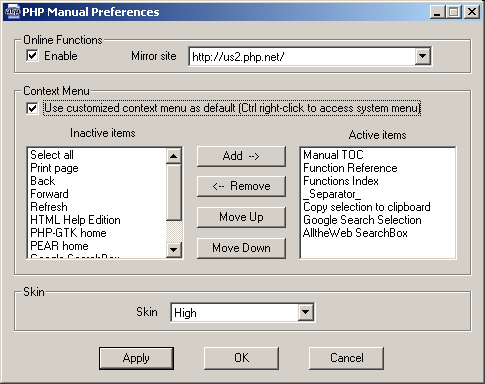 PHP Manual Preferences
Online Functions
Enable
Mirror site
http://us2.php.net/
Context Menu
Use customized context menu as default (Ctrl right-click to access system menu)
Inactive items
Select all
Print page
Back
Forward
Refresh
HTML Help Edition
PHP-GTK home
PEAR home
Google SearchBox
Add -->
<-- Remove
Move Up
Move Down
Active items
Manual TOC
Function Reference
Functions Index
_Separator_
Copy selection to clipboard
Google Search Selection
AlltheWeb SearchBox
Skin
Skin
High
Apply
OK
Cancel